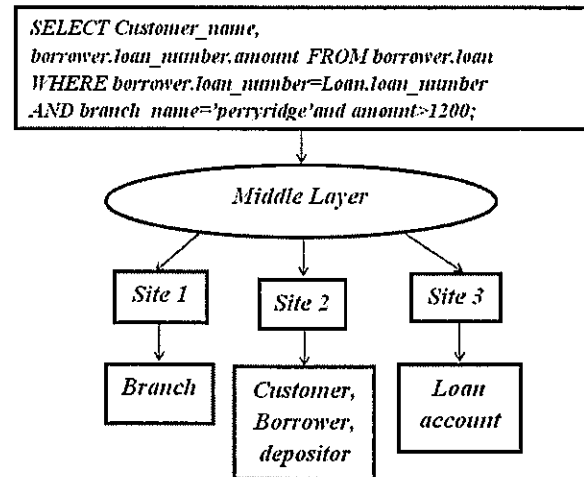 SELECT Customer_name,
borrower.loan_number.amount FROM borrower.loan
WHERE borrower.loan_number=Loan.loan_number
AND branch_name='perryridge'and amount>1200;
Middle Layer
Site 1
Site 2
Site 3
Branch
Customer,
Borrower,
depositor
Loan
account